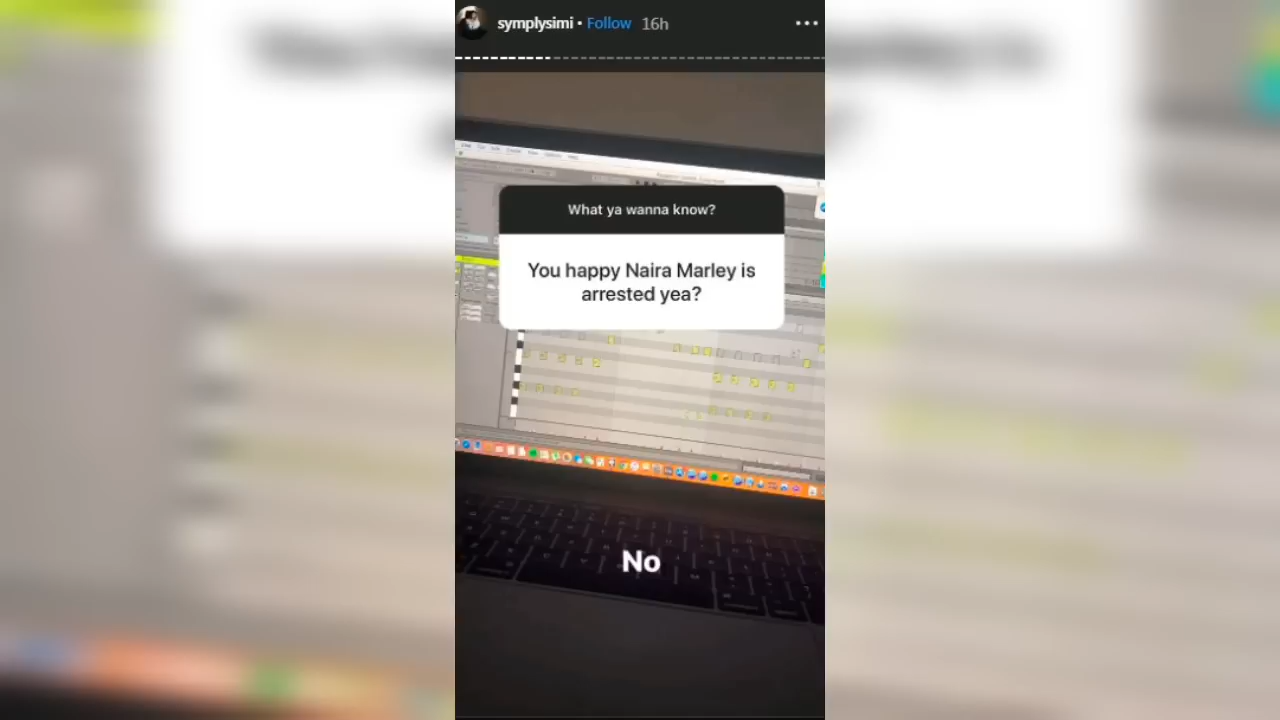 symplysimi • Follow 16h
What ya wanna know?
You happy Naira Marley is
arrested yea?
No